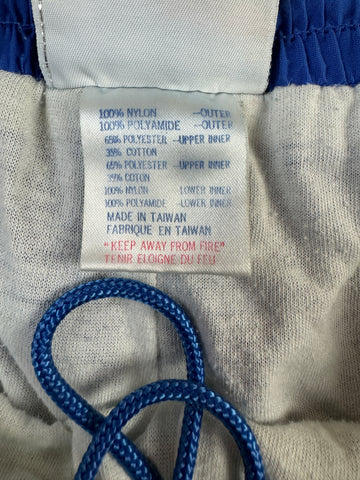 100% NYLON --OUTER
100% POLYAMIDE --OUTER
65% POLYESTER --UPPER INNER
35% COTTON
65% POLYESTER --UPPER INNER
35% COTON
100% NYLON LOWER INNER
100% POLYAMIDE --LOWER INNER
MADE IN TAIWAN
FABRIQUE EN TAIWAN
"KEEP AWAY FROM FIRE"
TENIR ELOIGNE DU FEU